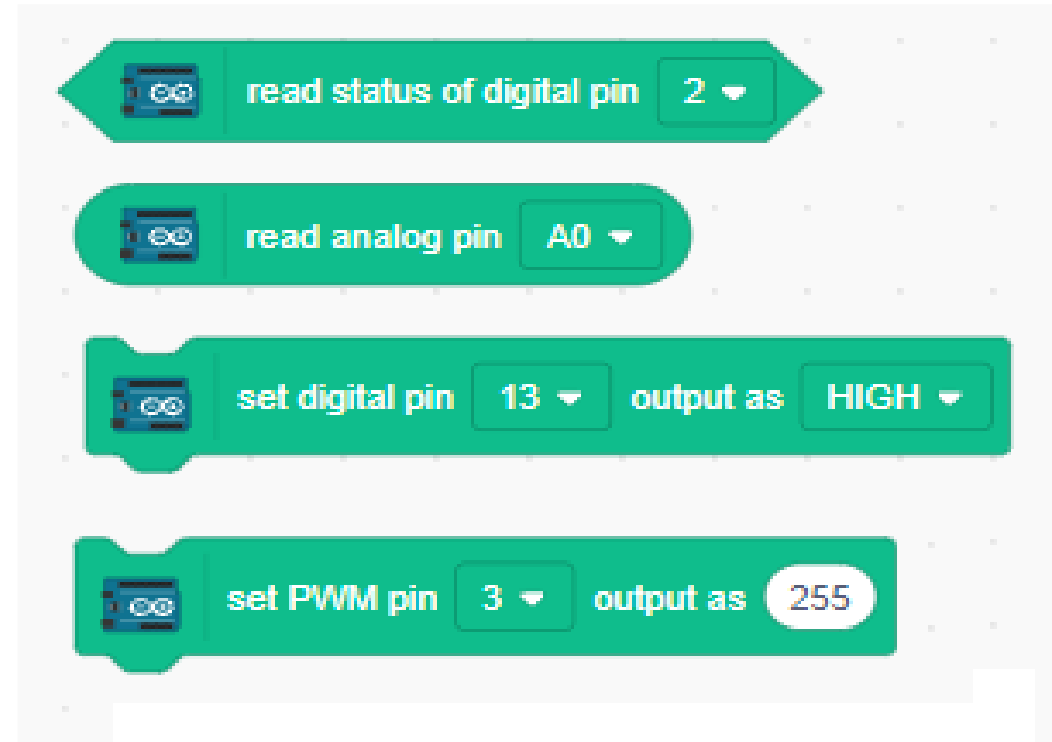 read status of digital pin 2
read analog pin A0
set digital pin 13 output as HIGH
set PWM pin 3 output as 255